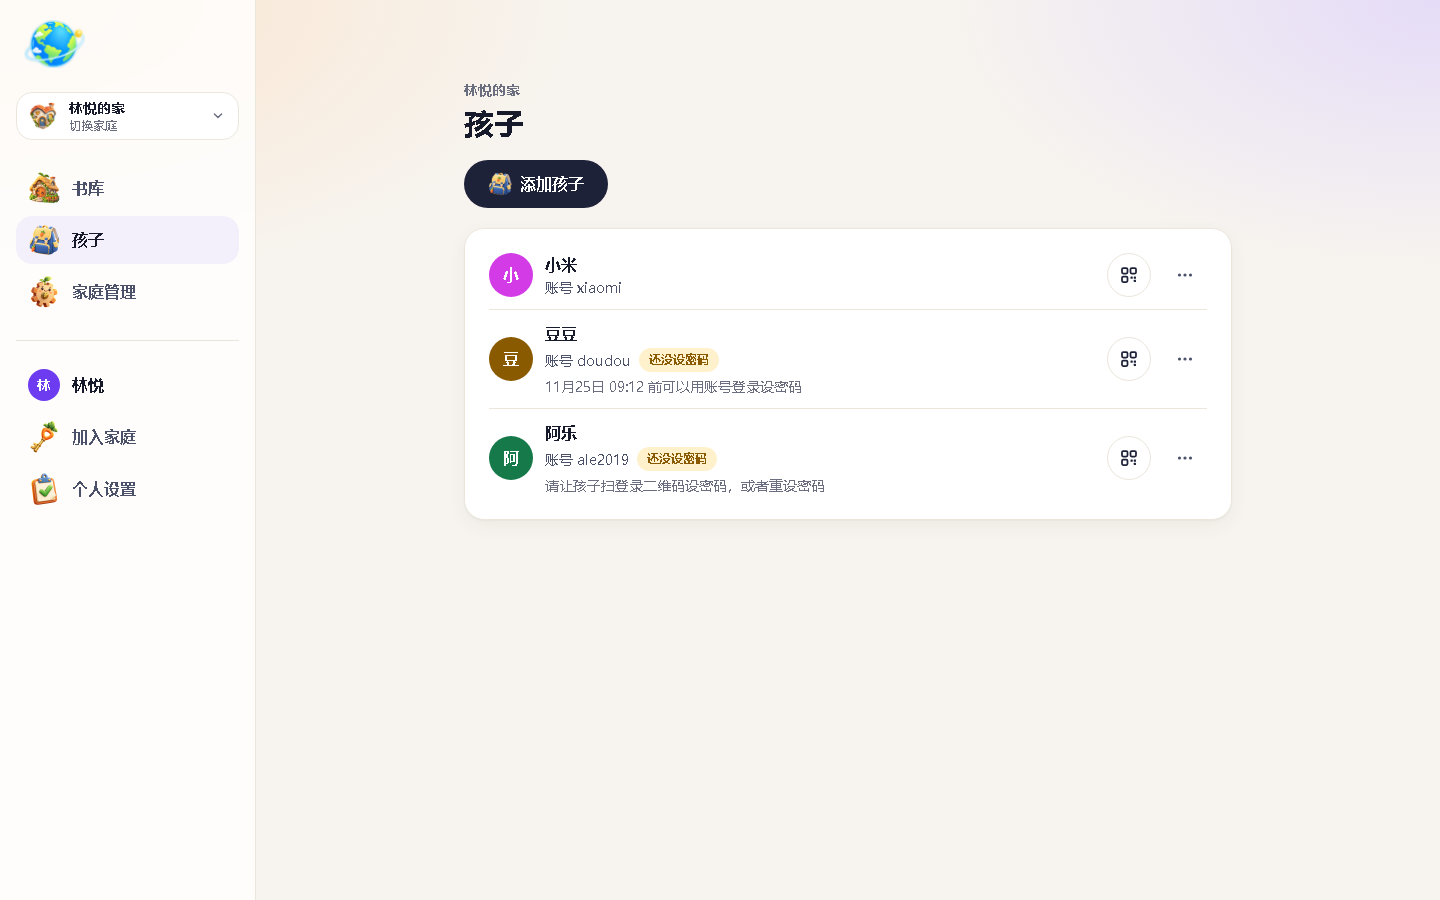 林悦的家
切换家庭
书库
孩子
家庭管理
林
林悦
加入家庭
个人设置
林悦的家
孩子
添加孩子
小
小米
账号 xiaomi
豆
豆豆
账号 doudou 还没设密码
11月25日 09:12 前可以用账号登录设密码
阿
阿乐
账号 ale2019 还没设密码
请让孩子扫登录二维码设密码，或者重设密码